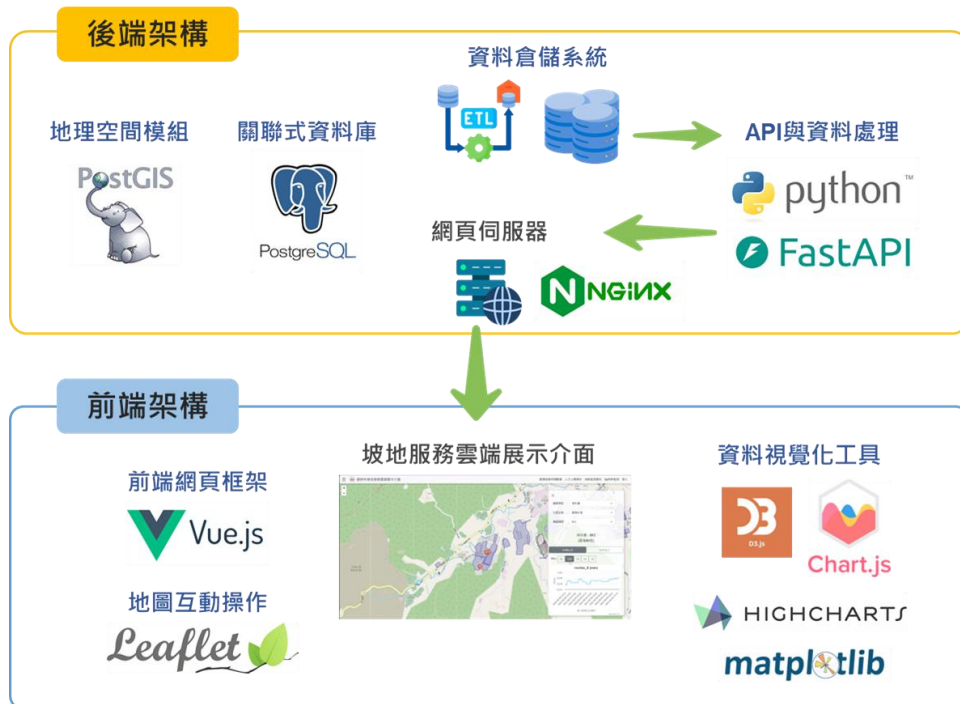 後端架構
資料倉儲系統
ETL
地理空間模組
PostGIS
關聯式資料庫
PostgreSQL
API與資料處理
python™
FastAPI
網頁伺服器
N NGiNX
前端架構
前端網頁框架
Vue.js
地圖互動操作
Leaflet
坡地服務雲端展示介面
資料視覺化工具
D3
D3.js
Chart.js
HIGHCHARTS
matplotlib